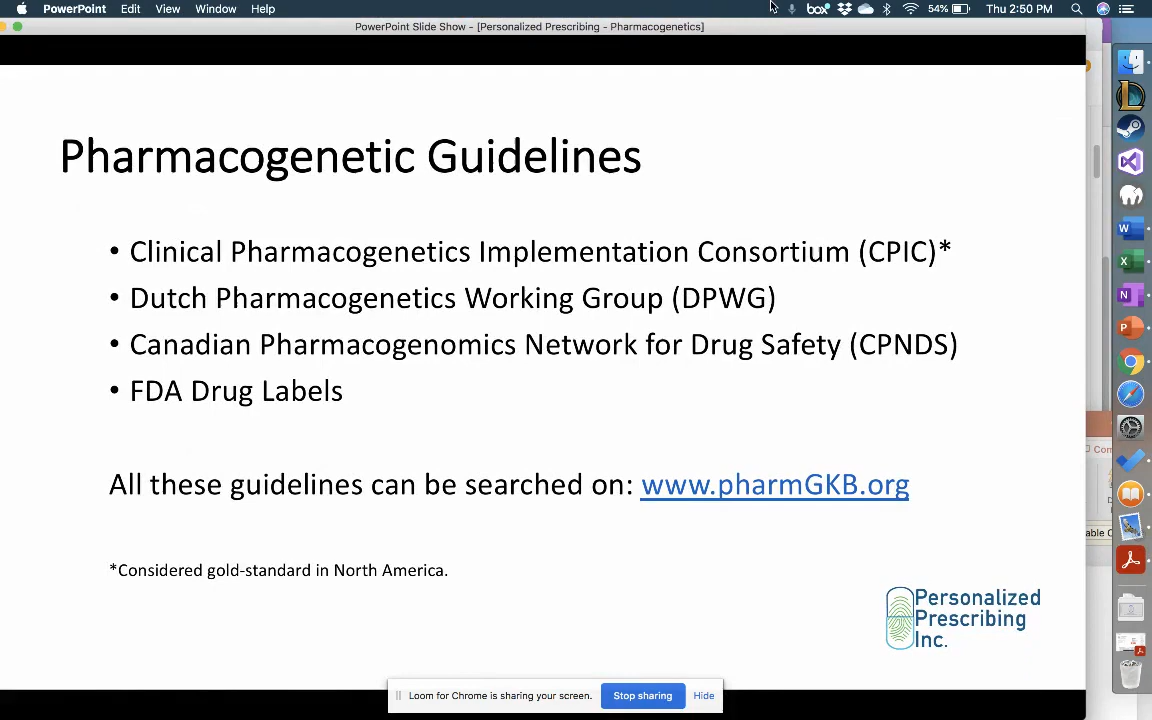 PowerPoint Edit View Window Help
box 54% Thu 2:50 PM
PowerPoint Slide Show - [Personalized Prescribing - Pharmacogenetics]
Pharmacogenetic Guidelines
• Clinical Pharmacogenetics Implementation Consortium (CPIC)*
• Dutch Pharmacogenetics Working Group (DPWG)
• Canadian Pharmacogenomics Network for Drug Safety (CPNDS)
• FDA Drug Labels
All these guidelines can be searched on: www.pharmGKB.org
*Considered gold-standard in North America.
Personalized
Prescribing
Inc.
Loom for Chrome is sharing your screen. Stop sharing Hide
W
X
N
P